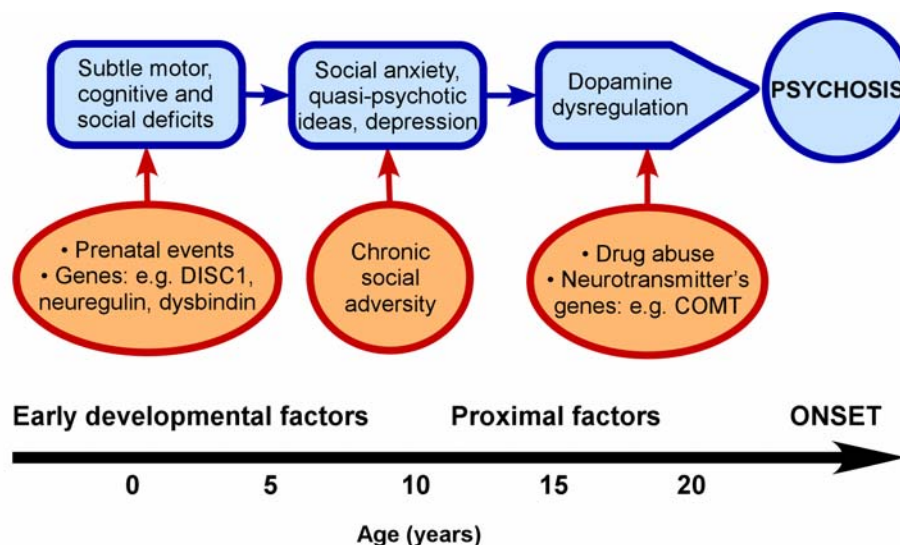 Subtle motor,
cognitive and
social deficits
Social anxiety,
quasi-psychotic
ideas, depression
Dopamine
dysregulation
PSYCHOSIS
• Prenatal events
• Genes: e.g. DISC1,
neuregulin, dysbindin
Chronic
social
adversity
• Drug abuse
• Neurotransmitter's
genes: e.g. COMT
Early developmental factors
Proximal factors
ONSET
0 5 10 15 20
Age (years)